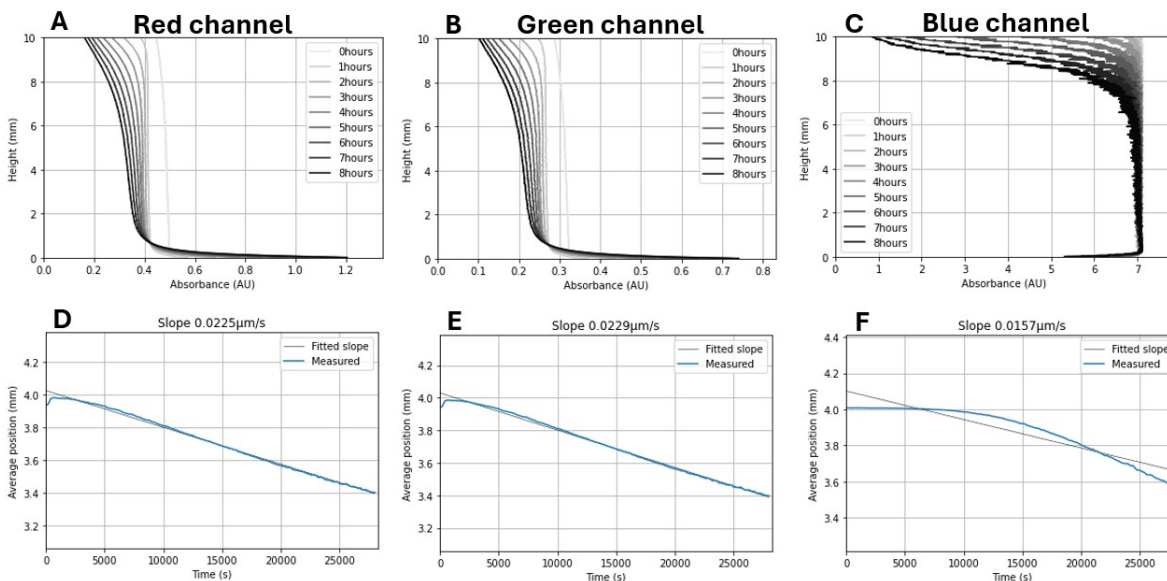 A Red channel
10
8
6
4
2
0
Height (mm)
0hours
1hours
2hours
3hours
4hours
5hours
6hours
7hours
8hours
0.0 0.2 0.4 0.6 0.8 1.0 1.2
Absorbance (AU)
B Green channel
10
8
6
4
2
0
Height (mm)
0hours
1hours
2hours
3hours
4hours
5hours
6hours
7hours
8hours
0.0 0.1 0.2 0.3 0.4 0.5 0.6 0.7 0.8
Absorbance (AU)
C Blue channel
10
8
6
4
2
0
Height (mm)
0hours
1hours
2hours
3hours
4hours
5hours
6hours
7hours
8hours
0 1 2 3 4 5 6 7
Absorbance (AU)
D Slope 0.0225μm/s
4.2
4.0
3.8
3.6
3.4
3.2
Average position (mm)
Fitted slope
Measured
0 5000 10000 15000 20000 25000
Time (s)
E Slope 0.0229μm/s
4.2
4.0
3.8
3.6
3.4
3.2
Average position (mm)
Fitted slope
Measured
0 5000 10000 15000 20000 25000
Time (s)
F Slope 0.0157μm/s
4.4
4.2
4.0
3.8
3.6
3.4
Average position (mm)
Fitted slope
Measured
0 5000 10000 15000 20000 25000
Time (s)